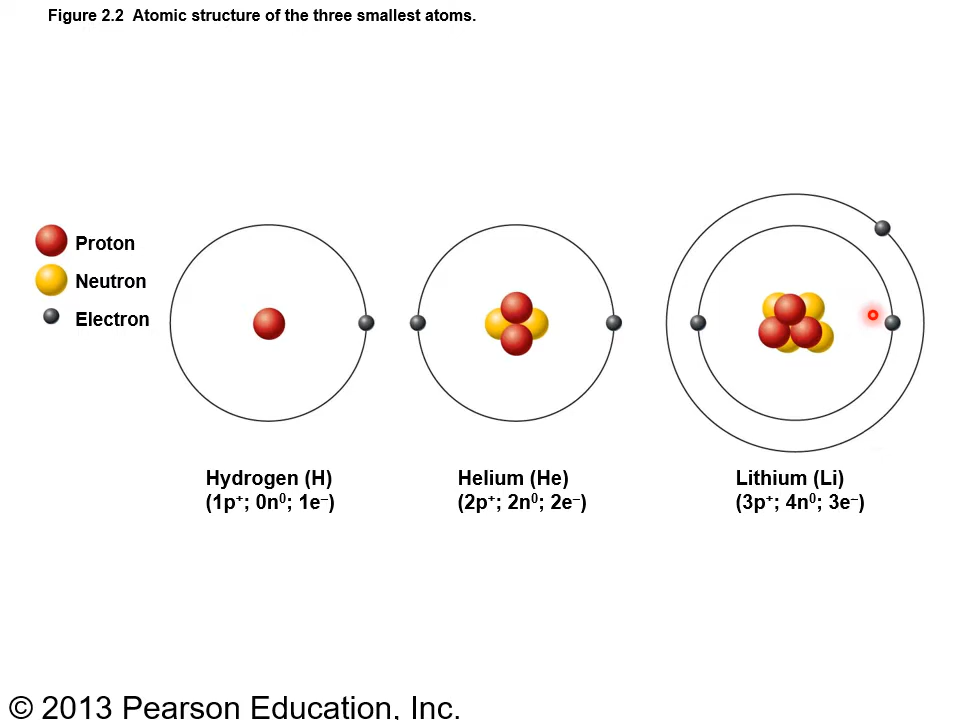 Figure 2.2  Atomic structure of the three smallest atoms.
Proton
Neutron
Electron
Hydrogen (H)
(1p⁺; 0n⁰; 1e⁻)
Helium (He)
(2p⁺; 2n⁰; 2e⁻)
Lithium (Li)
(3p⁺; 4n⁰; 3e⁻)
© 2013 Pearson Education, Inc.